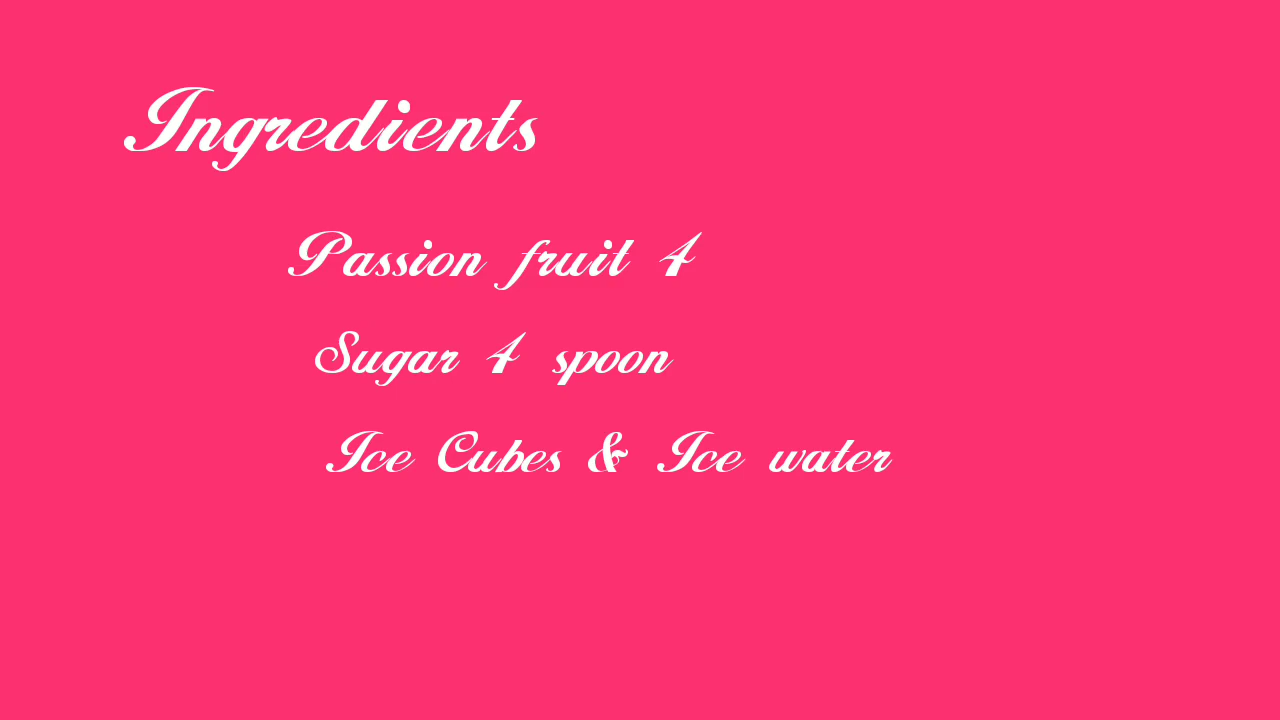 Ingredients
Passion fruit 4
Sugar 4 spoon
Ice Cubes & Ice water